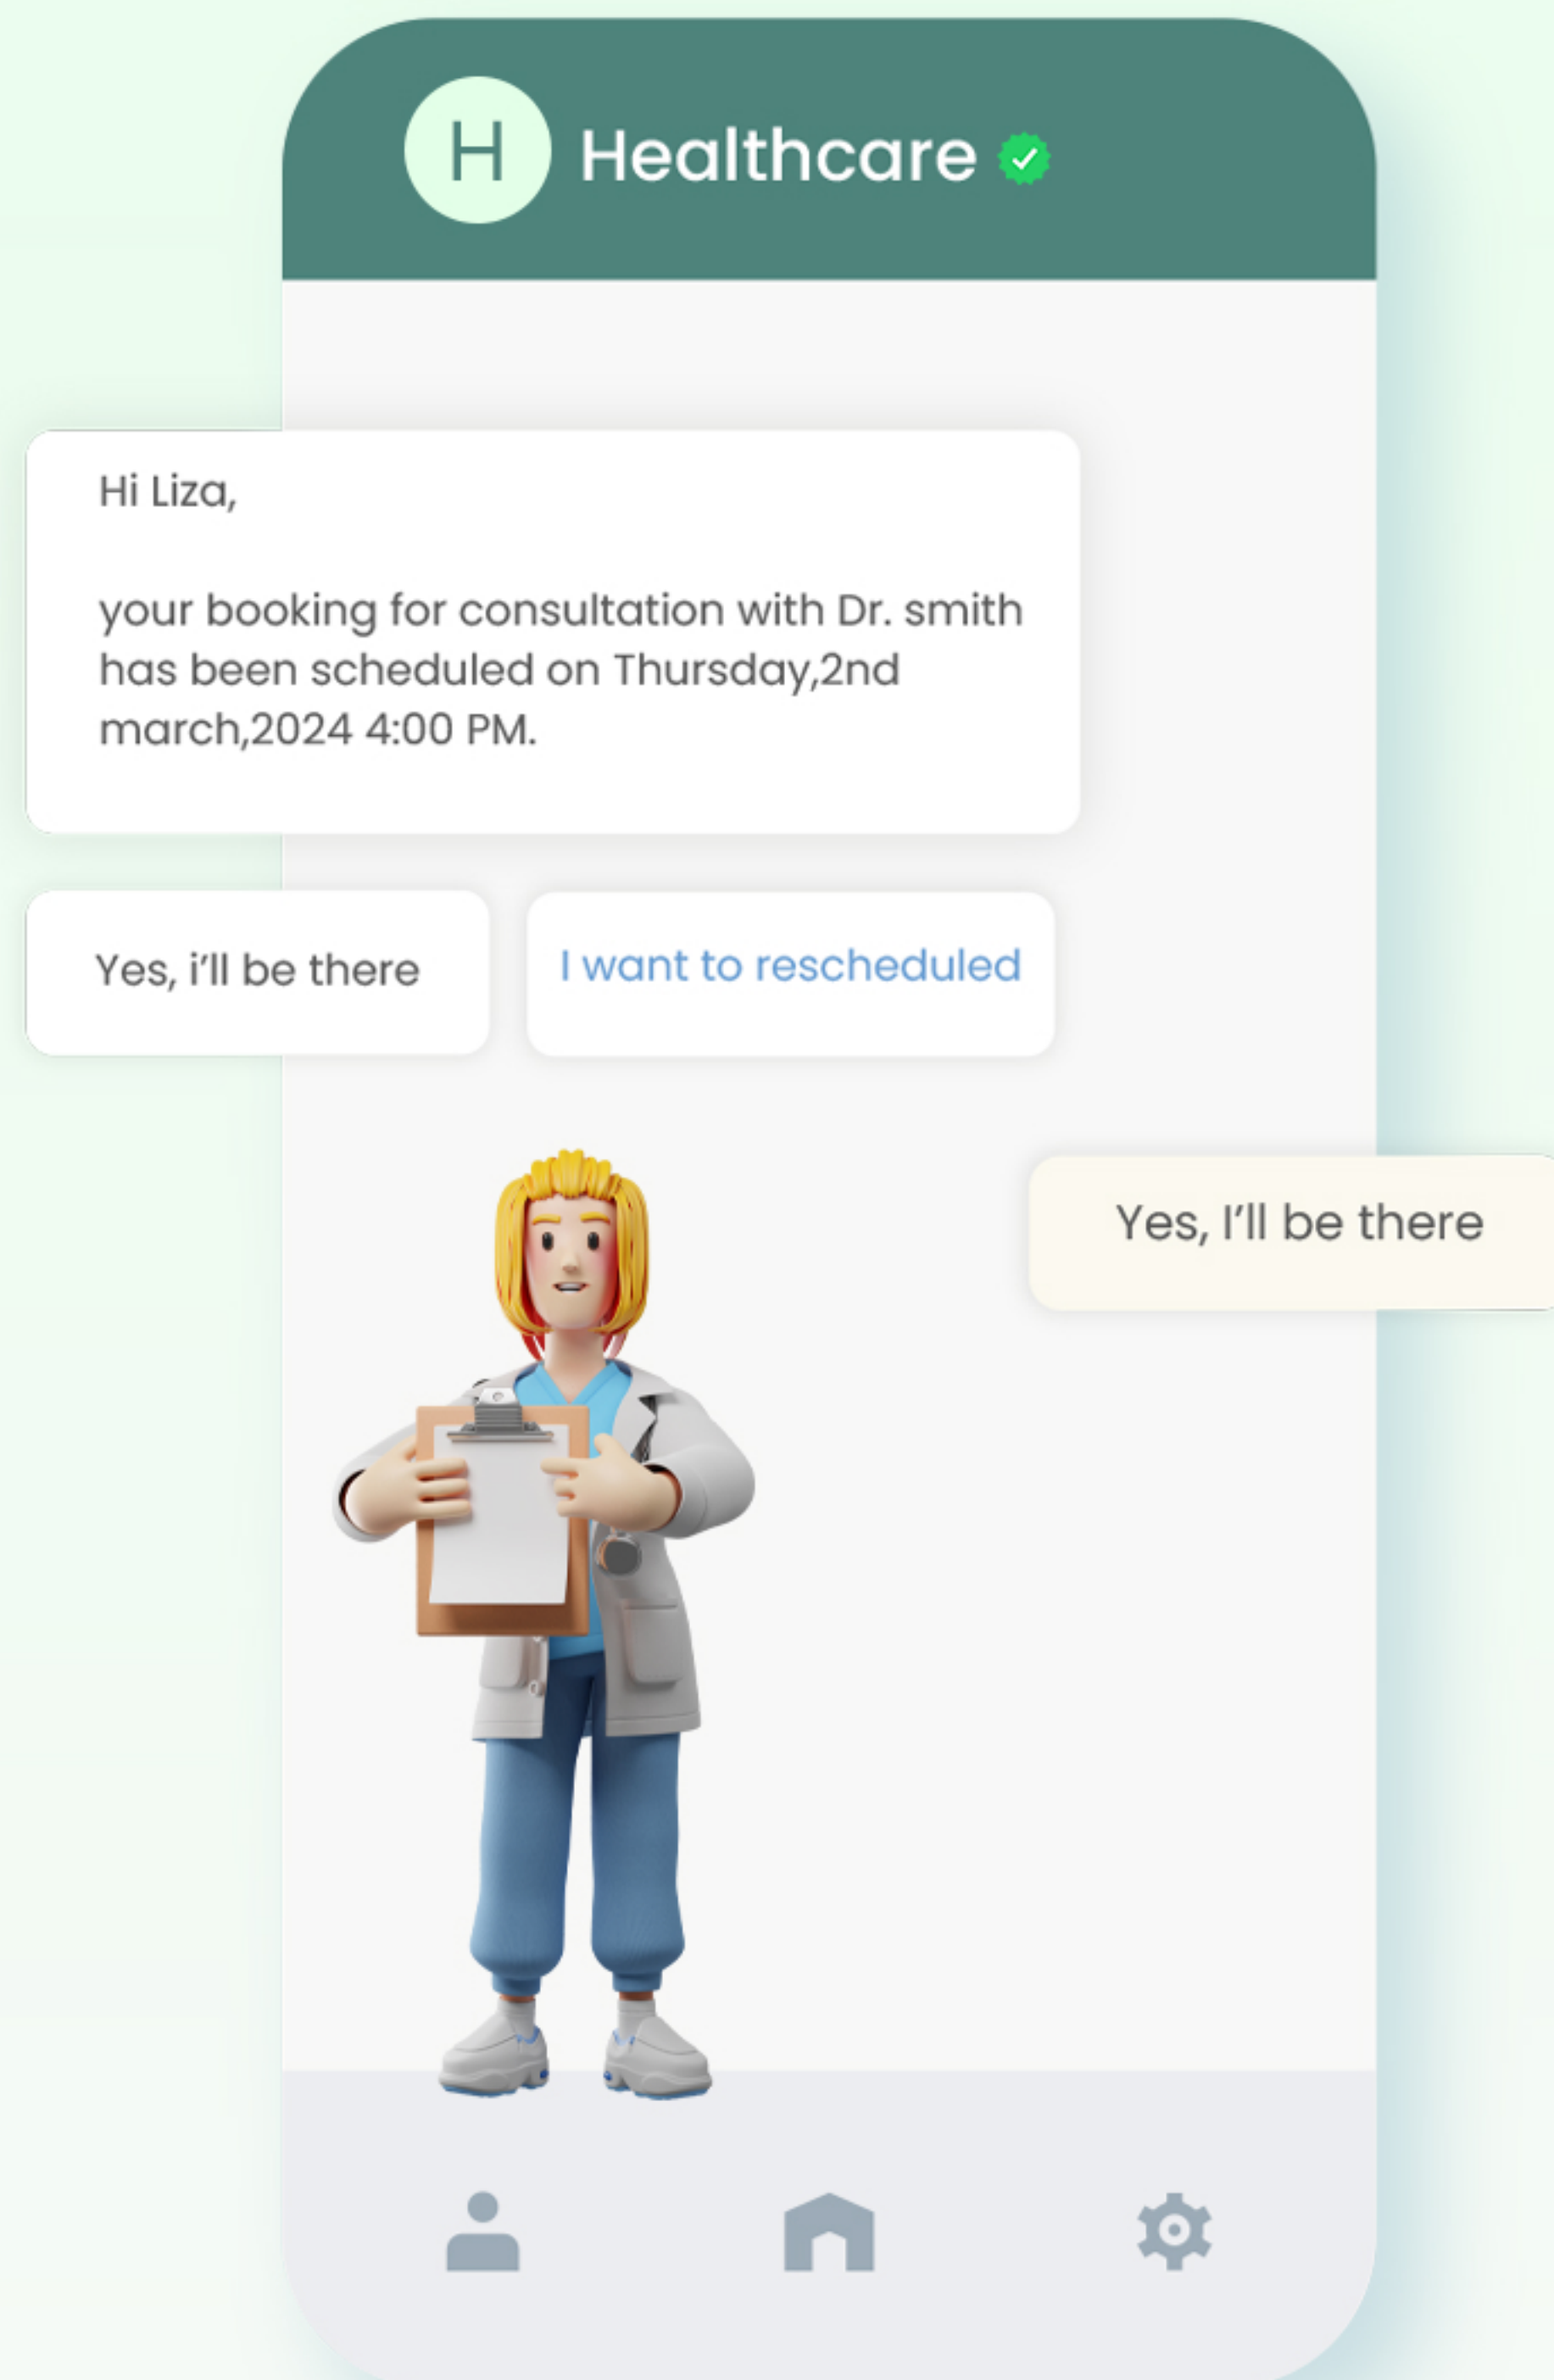 H
Healthcare
Hi Liza,
your booking for consultation with Dr. smith
has been scheduled on Thursday,2nd
march,2024 4:00 PM.
Yes, i’ll be there
I want to rescheduled
Yes, I’ll be there